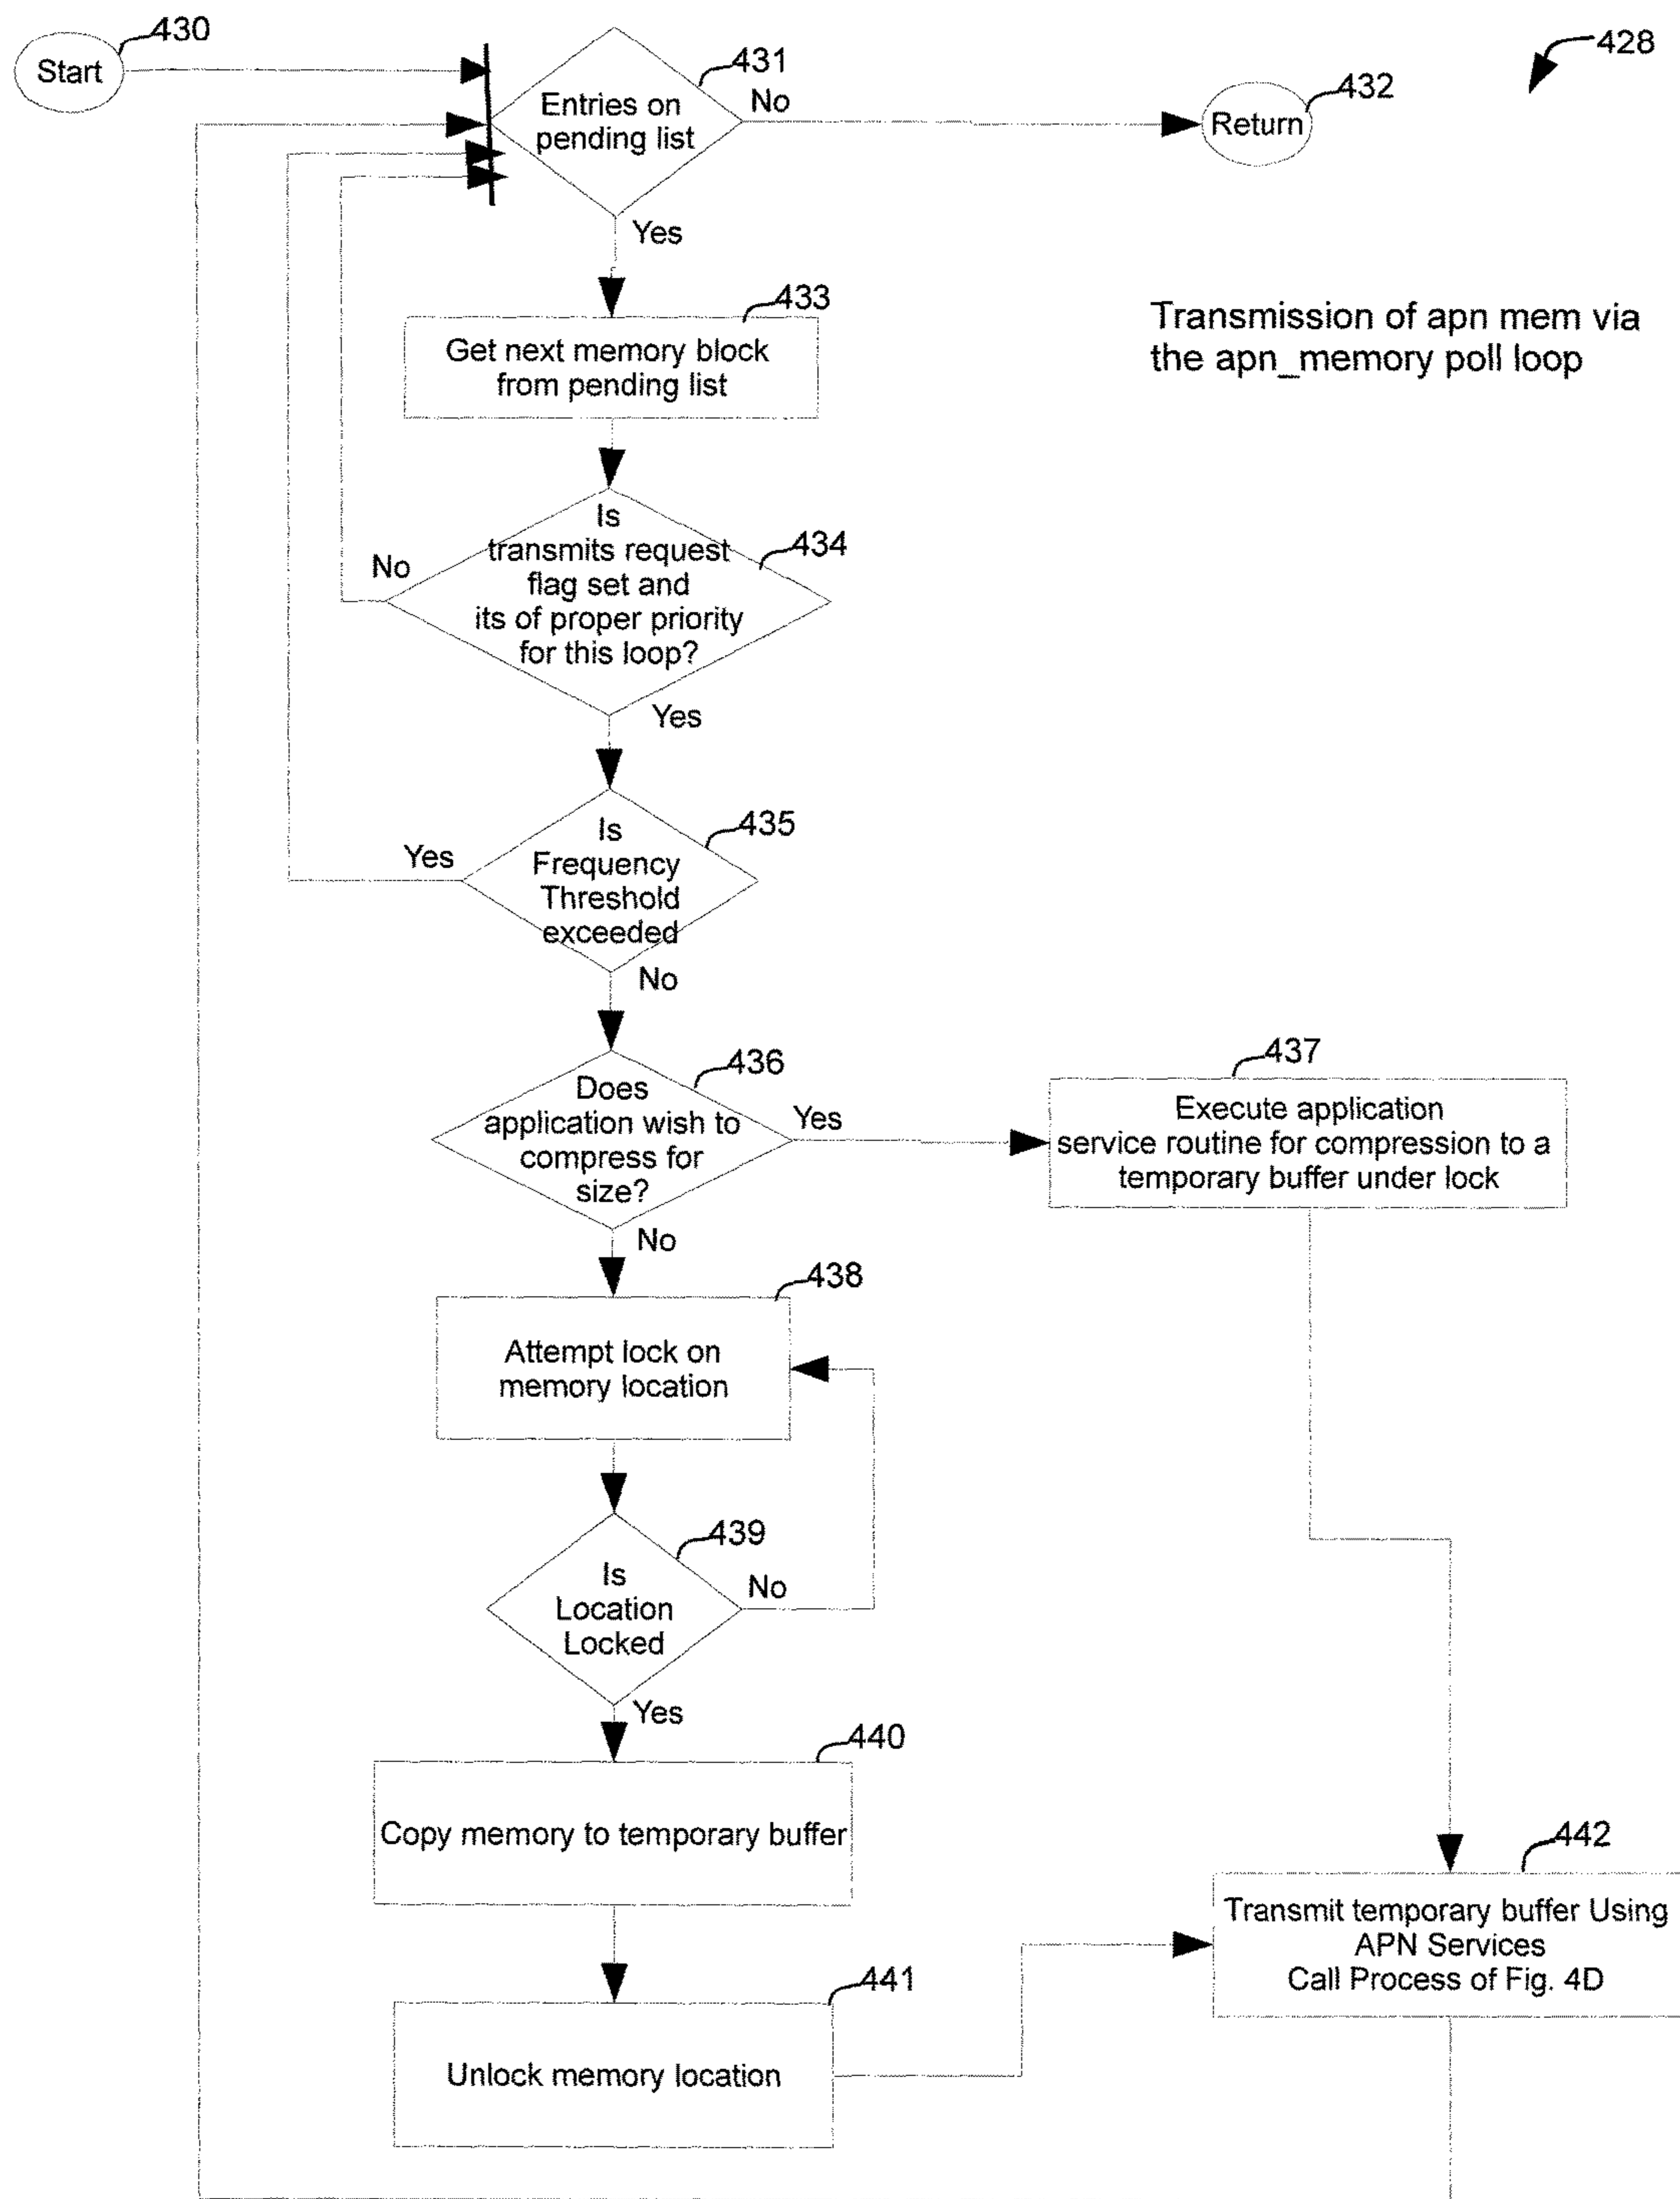 430
Start
428
431
Entries on
pending list
No
432
Return
Yes
433
Get next memory block
from pending list
Transmission of apn mem via
the apn_memory poll loop
434
Is
transmits request
flag set and
its of proper priority
for this loop?
No
Yes
435
Is
Frequency
Threshold
exceeded
Yes
No
436
Does
application wish to
compress for
size?
Yes
437
Execute application
service routine for compression to a
temporary buffer under lock
No
438
Attempt lock on
memory location
439
Is
Location
Locked
No
Yes
440
Copy memory to temporary buffer
442
Transmit temporary buffer Using
APN Services
Call Process of Fig. 4D
441
Unlock memory location